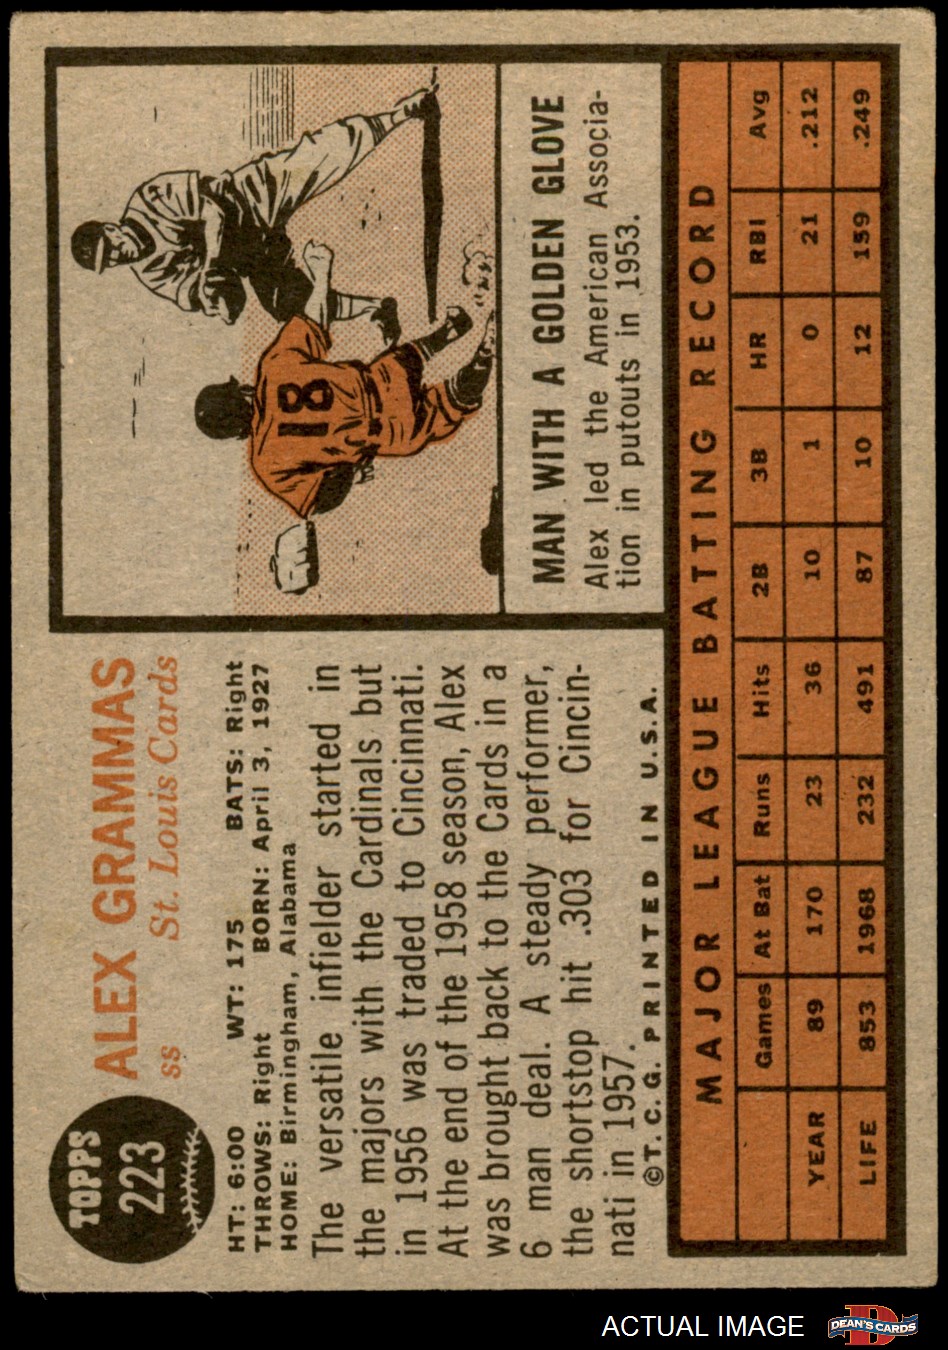 TOPPS
223
ALEX GRAMMAS
ss St. Louis Cards
HT: 6:00 WT: 175 BATS: Right
THROWS: Right BORN: April 3, 1927
HOME: Birmingham, Alabama
The versatile infielder started in
the majors with the Cardinals but
in 1956 was traded to Cincinnati.
At the end of the 1958 season, Alex
was brought back to the Cards in a
6 man deal. A steady performer,
the shortstop hit .303 for Cincin-
nati in 1957.
©T. C. G. PRINTED IN U.S.A.
18
MAN WITH A GOLDEN GLOVE
Alex led the American Associa-
tion in putouts in 1953.
MAJOR LEAGUE BATTING RECORD
Games At Bat Runs Hits 2B 3B HR RBI Avg
YEAR 89 170 23 36 10 1 0 21 .212
LIFE 853 1968 232 491 87 10 12 159 .249
ACTUAL IMAGE
DEAN'S CARDS